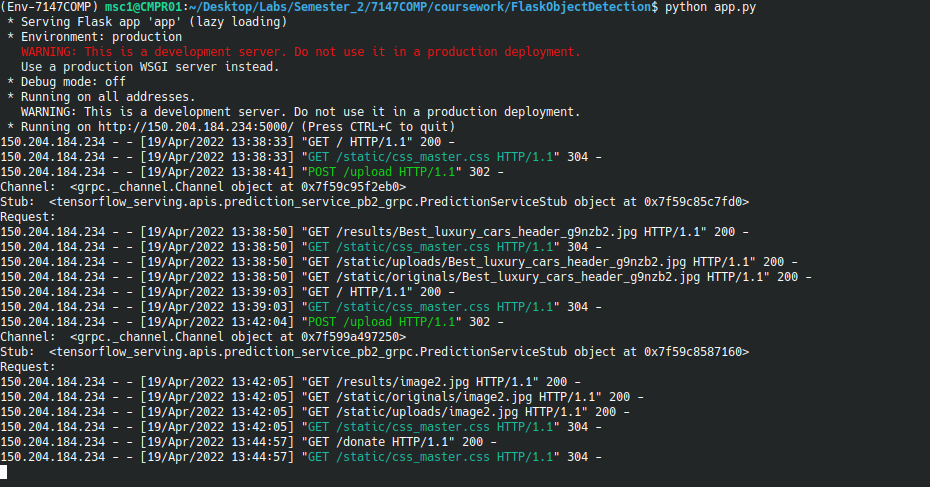 (Env-7147COMP) msc1@CMPR01:~/Desktop/Labs/Semester_2/7147COMP/coursework/FlaskObjectDetection$ python app.py
 * Serving Flask app 'app' (lazy loading)
 * Environment: production
   WARNING: This is a development server. Do not use it in a production deployment.
   Use a production WSGI server instead.
 * Debug mode: off
 * Running on all addresses.
   WARNING: This is a development server. Do not use it in a production deployment.
 * Running on http://150.204.184.234:5000/ (Press CTRL+C to quit)
150.204.184.234 - - [19/Apr/2022 13:38:33] "GET / HTTP/1.1" 200 -
150.204.184.234 - - [19/Apr/2022 13:38:33] "GET /static/css_master.css HTTP/1.1" 304 -
150.204.184.234 - - [19/Apr/2022 13:38:41] "POST /upload HTTP/1.1" 302 -
Channel:  <grpc._channel.Channel object at 0x7f59c95f2eb0>
Stub:  <tensorflow_serving.apis.prediction_service_pb2_grpc.PredictionServiceStub object at 0x7f59c85c7fd0>
Request:
150.204.184.234 - - [19/Apr/2022 13:38:50] "GET /results/Best_luxury_cars_header_g9nzb2.jpg HTTP/1.1" 200 -
150.204.184.234 - - [19/Apr/2022 13:38:50] "GET /static/css_master.css HTTP/1.1" 304 -
150.204.184.234 - - [19/Apr/2022 13:38:50] "GET /static/uploads/Best_luxury_cars_header_g9nzb2.jpg HTTP/1.1" 200 -
150.204.184.234 - - [19/Apr/2022 13:38:50] "GET /static/originals/Best_luxury_cars_header_g9nzb2.jpg HTTP/1.1" 200 -
150.204.184.234 - - [19/Apr/2022 13:39:03] "GET / HTTP/1.1" 200 -
150.204.184.234 - - [19/Apr/2022 13:39:03] "GET /static/css_master.css HTTP/1.1" 304 -
150.204.184.234 - - [19/Apr/2022 13:42:04] "POST /upload HTTP/1.1" 302 -
Channel:  <grpc._channel.Channel object at 0x7f599a497250>
Stub:  <tensorflow_serving.apis.prediction_service_pb2_grpc.PredictionServiceStub object at 0x7f59c8587160>
Request:
150.204.184.234 - - [19/Apr/2022 13:42:05] "GET /results/image2.jpg HTTP/1.1" 200 -
150.204.184.234 - - [19/Apr/2022 13:42:05] "GET /static/originals/image2.jpg HTTP/1.1" 200 -
150.204.184.234 - - [19/Apr/2022 13:42:05] "GET /static/uploads/image2.jpg HTTP/1.1" 200 -
150.204.184.234 - - [19/Apr/2022 13:42:05] "GET /static/css_master.css HTTP/1.1" 304 -
150.204.184.234 - - [19/Apr/2022 13:44:57] "GET /donate HTTP/1.1" 200 -
150.204.184.234 - - [19/Apr/2022 13:44:57] "GET /static/css_master.css HTTP/1.1" 304 -